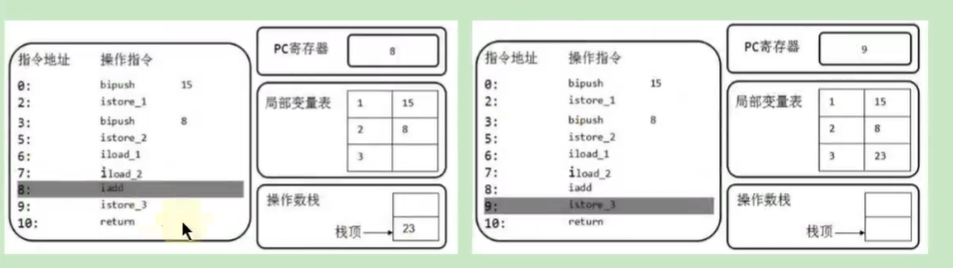 指令地址 操作指令
0: bipush 15
2: istore_1
3: bipush 8
5: istore_2
6: iload_1
7: iload_2
8: iadd
9: istore_3
10: return
PC寄存器 8
局部变量表
1 15
2 8
3
操作数栈
栈顶 23
指令地址 操作指令
0: bipush 15
2: istore_1
3: bipush 8
5: istore_2
6: iload_1
7: iload_2
8: iadd
9: istore_3
10: return
PC寄存器 9
局部变量表
1 15
2 8
3 23
操作数栈
栈顶